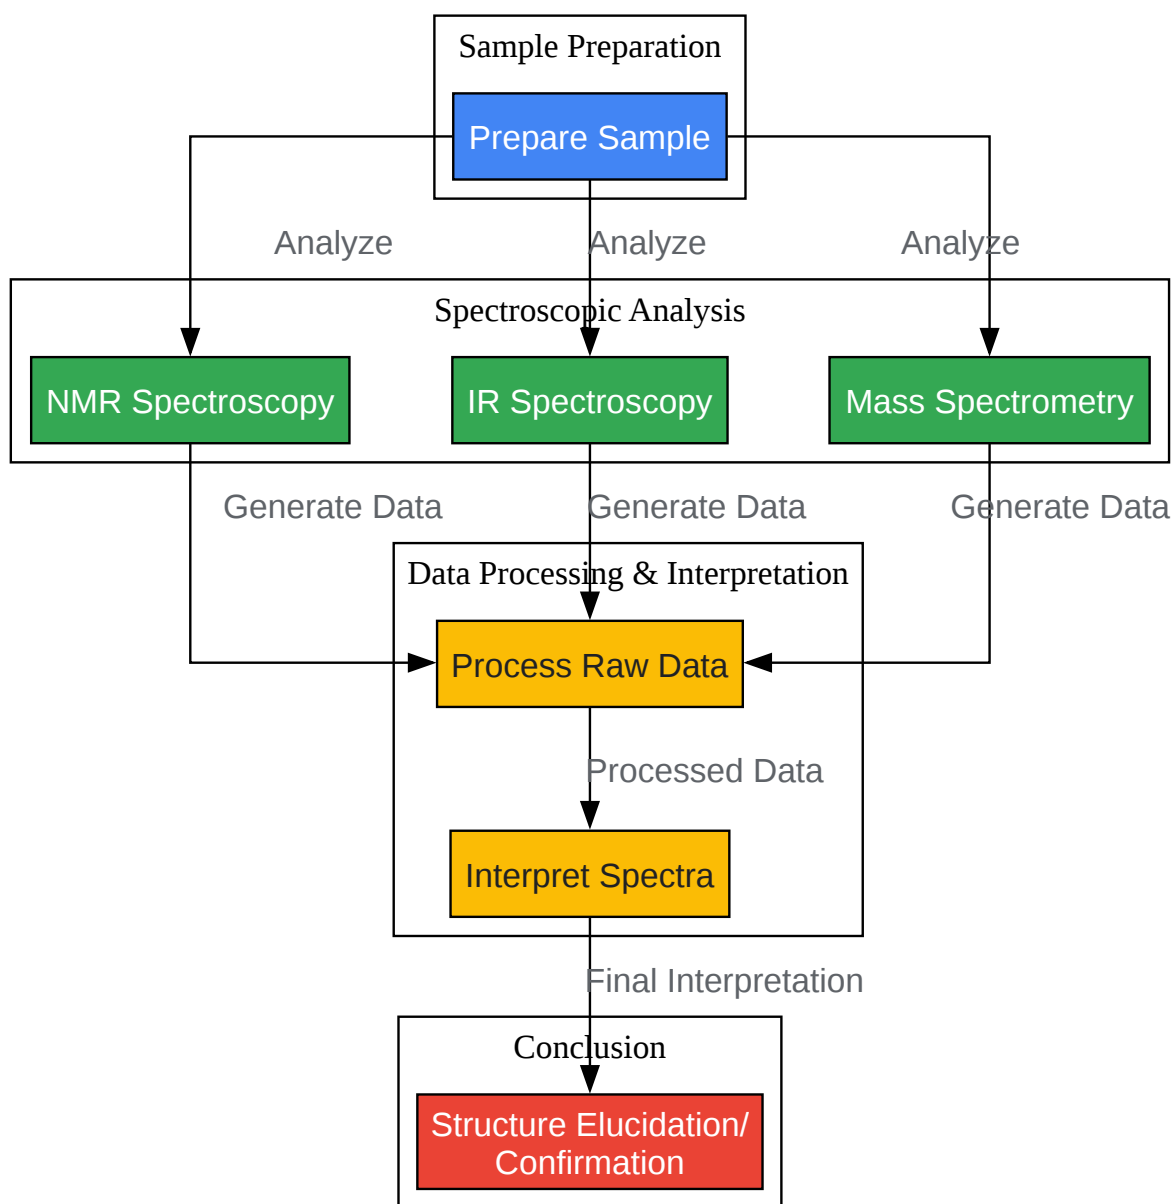 Sample Preparation
Prepare Sample
Analyze
Analyze
Analyze
Spectroscopic Analysis
NMR Spectroscopy
IR Spectroscopy
Mass Spectrometry
Generate Data
Generate Data
Generate Data
Data Processing & Interpretation
Process Raw Data
Processed Data
Interpret Spectra
Final Interpretation
Conclusion
Structure Elucidation/
Confirmation